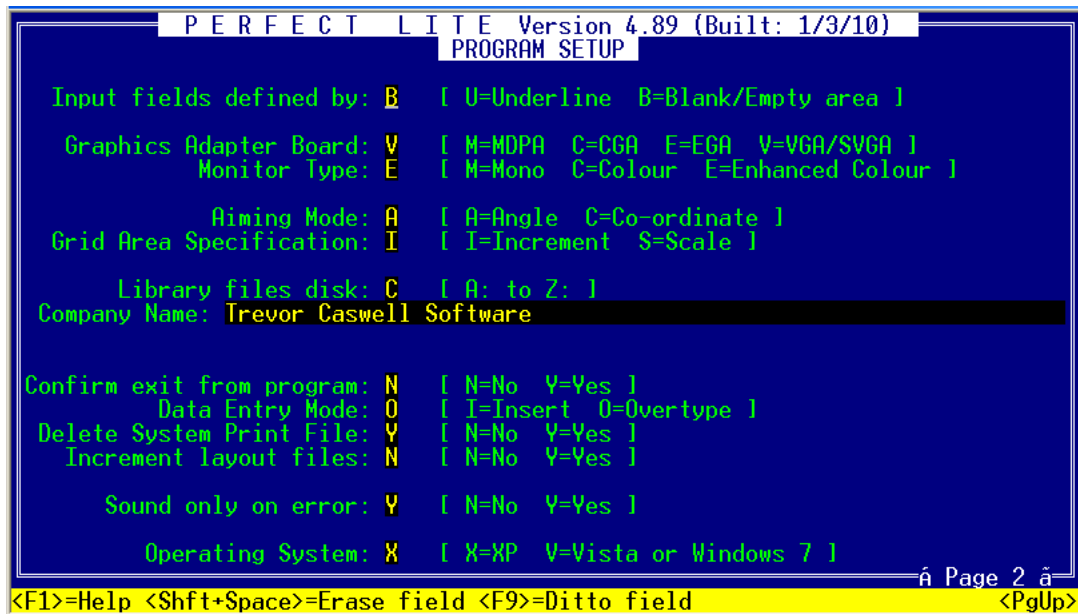 P E R F E C T   L I T E  Version 4.89 (Built: 1/3/10)
PROGRAM SETUP
Input fields defined by: B   [ U=Underline  B=Blank/Empty area ]
Graphics Adapter Board: V   [ M=MDPA  C=CGA  E=EGA  V=VGA/SVGA ]
Monitor Type: E   [ M=Mono  C=Colour  E=Enhanced Colour ]
Aiming Mode: A   [ A=Angle  C=Co-ordinate ]
Grid Area Specification: I   [ I=Increment  S=Scale ]
Library files disk: C   [ A: to Z: ]
Company Name: Trevor Caswell Software
Confirm exit from program: N   [ N=No  Y=Yes ]
Data Entry Mode: O   [ I=Insert  O=Overtype ]
Delete System Print File: Y   [ N=No  Y=Yes ]
Increment layout files: N   [ N=No  Y=Yes ]
Sound only on error: Y   [ N=No  Y=Yes ]
Operating System: X   [ X=XP  V=Vista or Windows 7 ]
Á Page 2 ã
<F1>=Help <Shft+Space>=Erase field <F9>=Ditto field <PgUp>